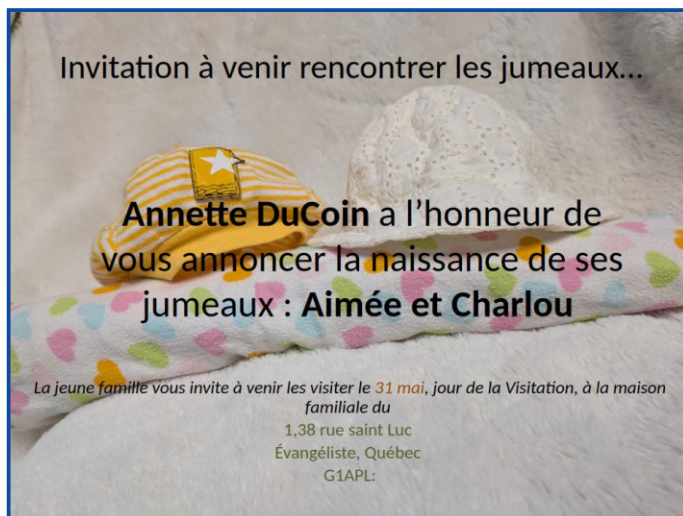 Invitation à venir rencontrer les jumeaux...
Annette DuCoin a l’honneur de
vous annoncer la naissance de ses
jumeaux : Aimée et Charlou
La jeune famille vous invite à venir les visiter le 31 mai, jour de la Visitation, à la maison
familiale du
1,38 rue saint Luc
Évangéliste, Québec
G1APL: